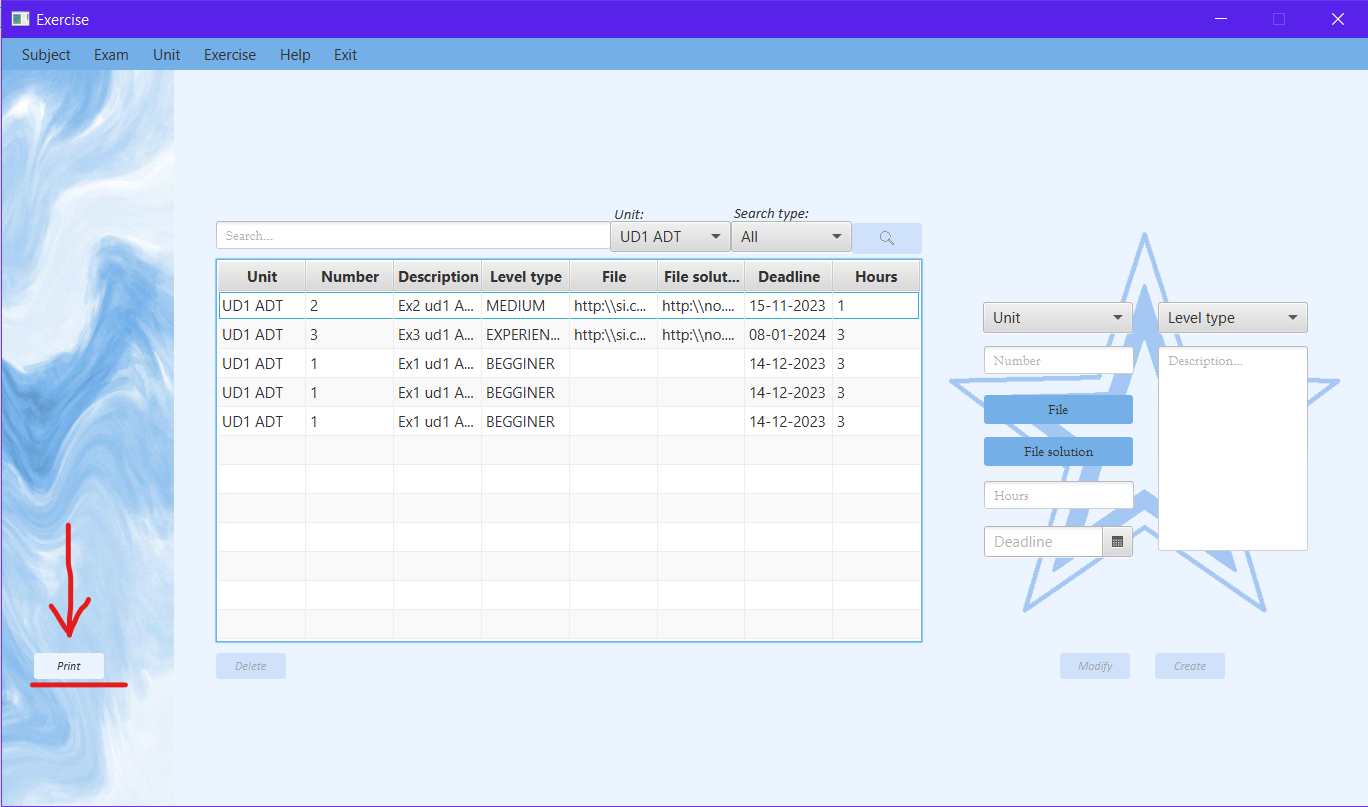 Exercise
Subject Exam Unit Exercise Help Exit
Unit: Search type:
Search... UD1 ADT All
Unit Number Description Level type File File solut... Deadline Hours
UD1 ADT 2 Ex2 ud1 A... MEDIUM http:\\si.c... http:\\no.... 15-11-2023 1
UD1 ADT 3 Ex3 ud1 A... EXPERIEN... http:\\si.c... http:\\no.... 08-01-2024 3
UD1 ADT 1 Ex1 ud1 A... BEGGINER 14-12-2023 3
UD1 ADT 1 Ex1 ud1 A... BEGGINER 14-12-2023 3
UD1 ADT 1 Ex1 ud1 A... BEGGINER 14-12-2023 3
Unit Level type
Number Description...
File
File solution
Hours
Deadline
Print Delete Modify Create